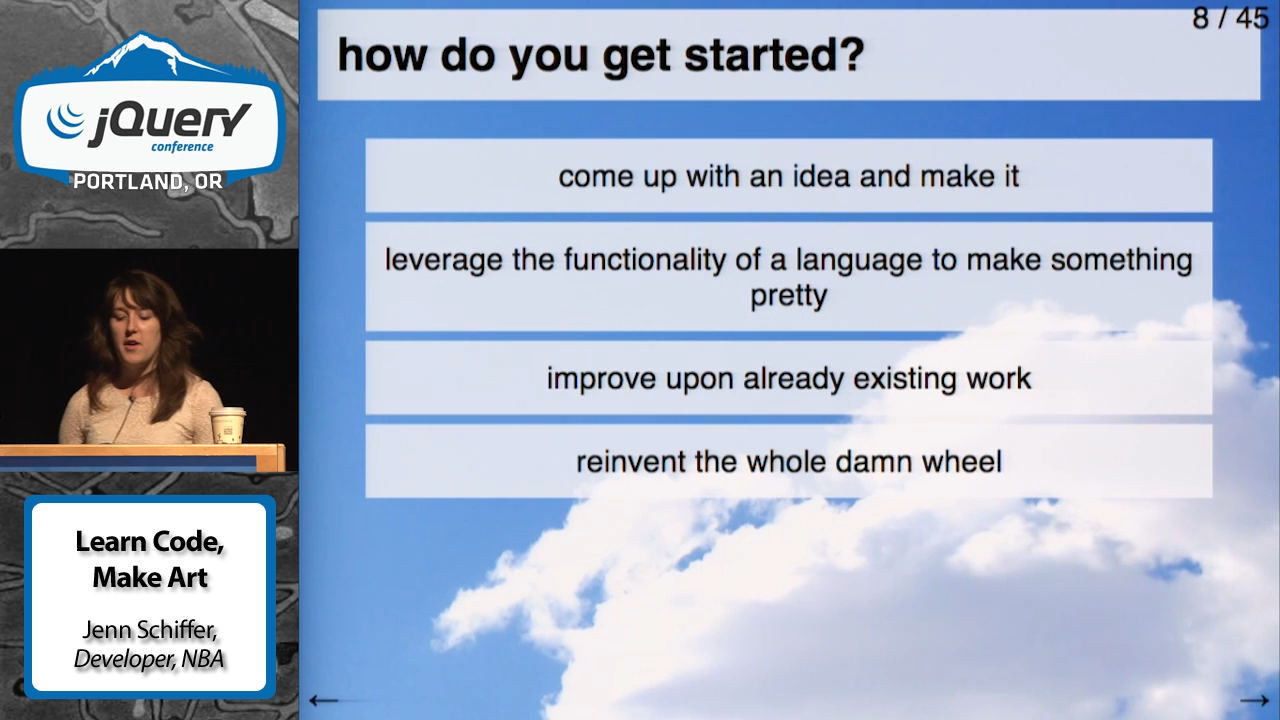 jQuery
conference
PORTLAND, OR
Learn Code,
Make Art
Jenn Schiffer,
Developer, NBA
8 / 45
how do you get started?
come up with an idea and make it
leverage the functionality of a language to make something
pretty
improve upon already existing work
reinvent the whole damn wheel